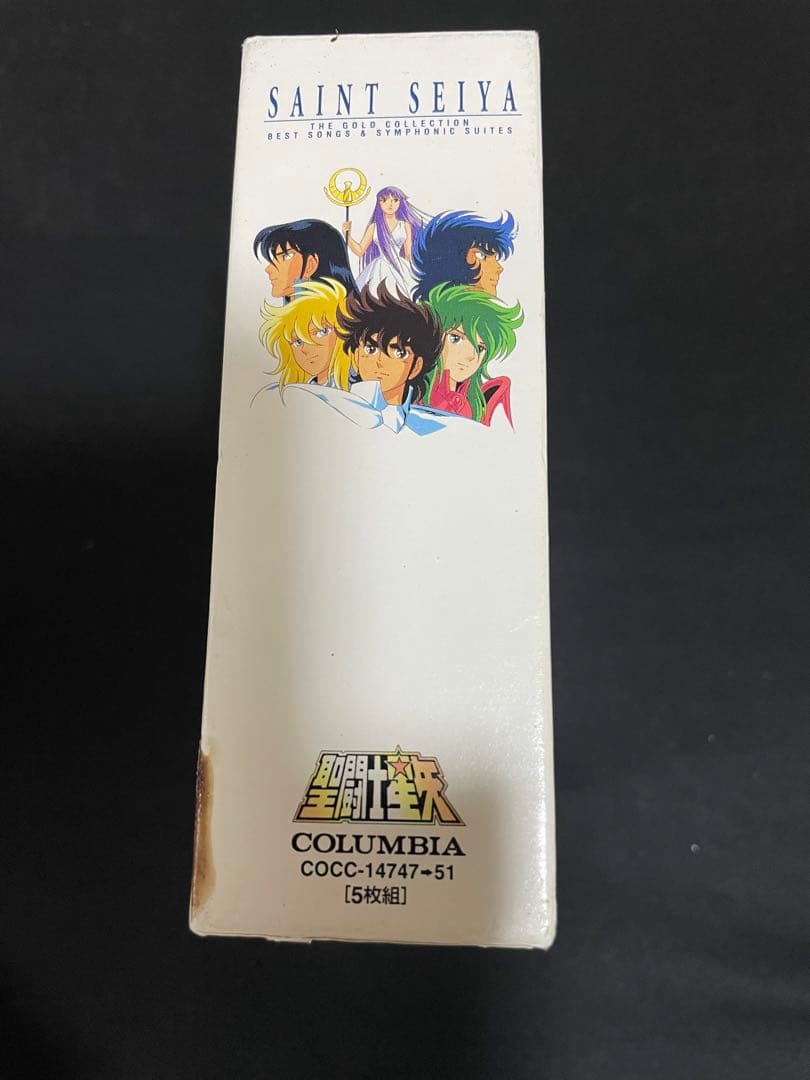 SAINT SEIYA
THE GOLD COLLECTION
BEST SONGS & SYMPHONIC SUITES
聖闘士星矢
COLUMBIA
COCC-14747➡51
[5枚組]